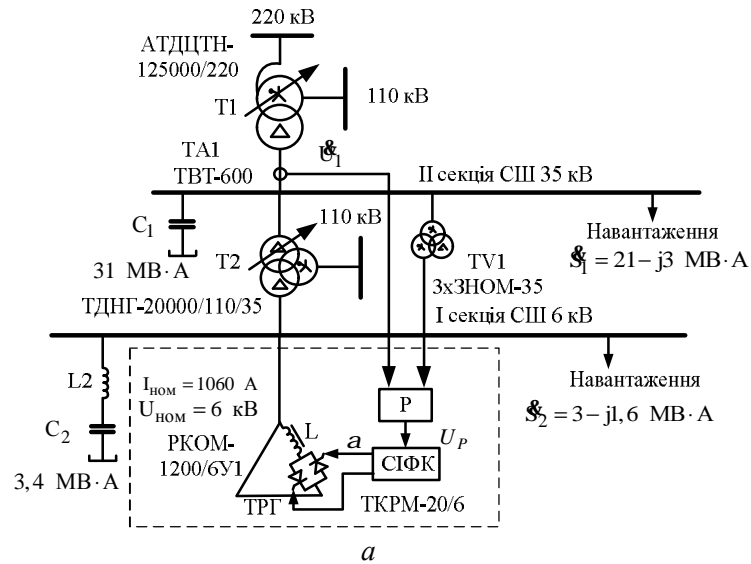 220 кВ
АТДЦТН-
125000/220
Т1
110 кВ
ТА1
ТВТ-600
&U1
ІІ секція СШ 35 кВ
C1
31 МВ·А
110 кВ
Т2
TV1
3хЗНОМ-35
Навантаження
&S1 = 21 – j3 МВ·А
ТДНГ-20000/110/35
І секція СШ 6 кВ
L2
C2
3,4 МВ·А
Iном = 1060 А
Uном = 6 кВ
РКОМ-
1200/6У1
L
Р
UР
a
СІФК
ТРГ
ТКРМ-20/6
Навантаження
&S2 = 3 – j1,6 МВ·А
а